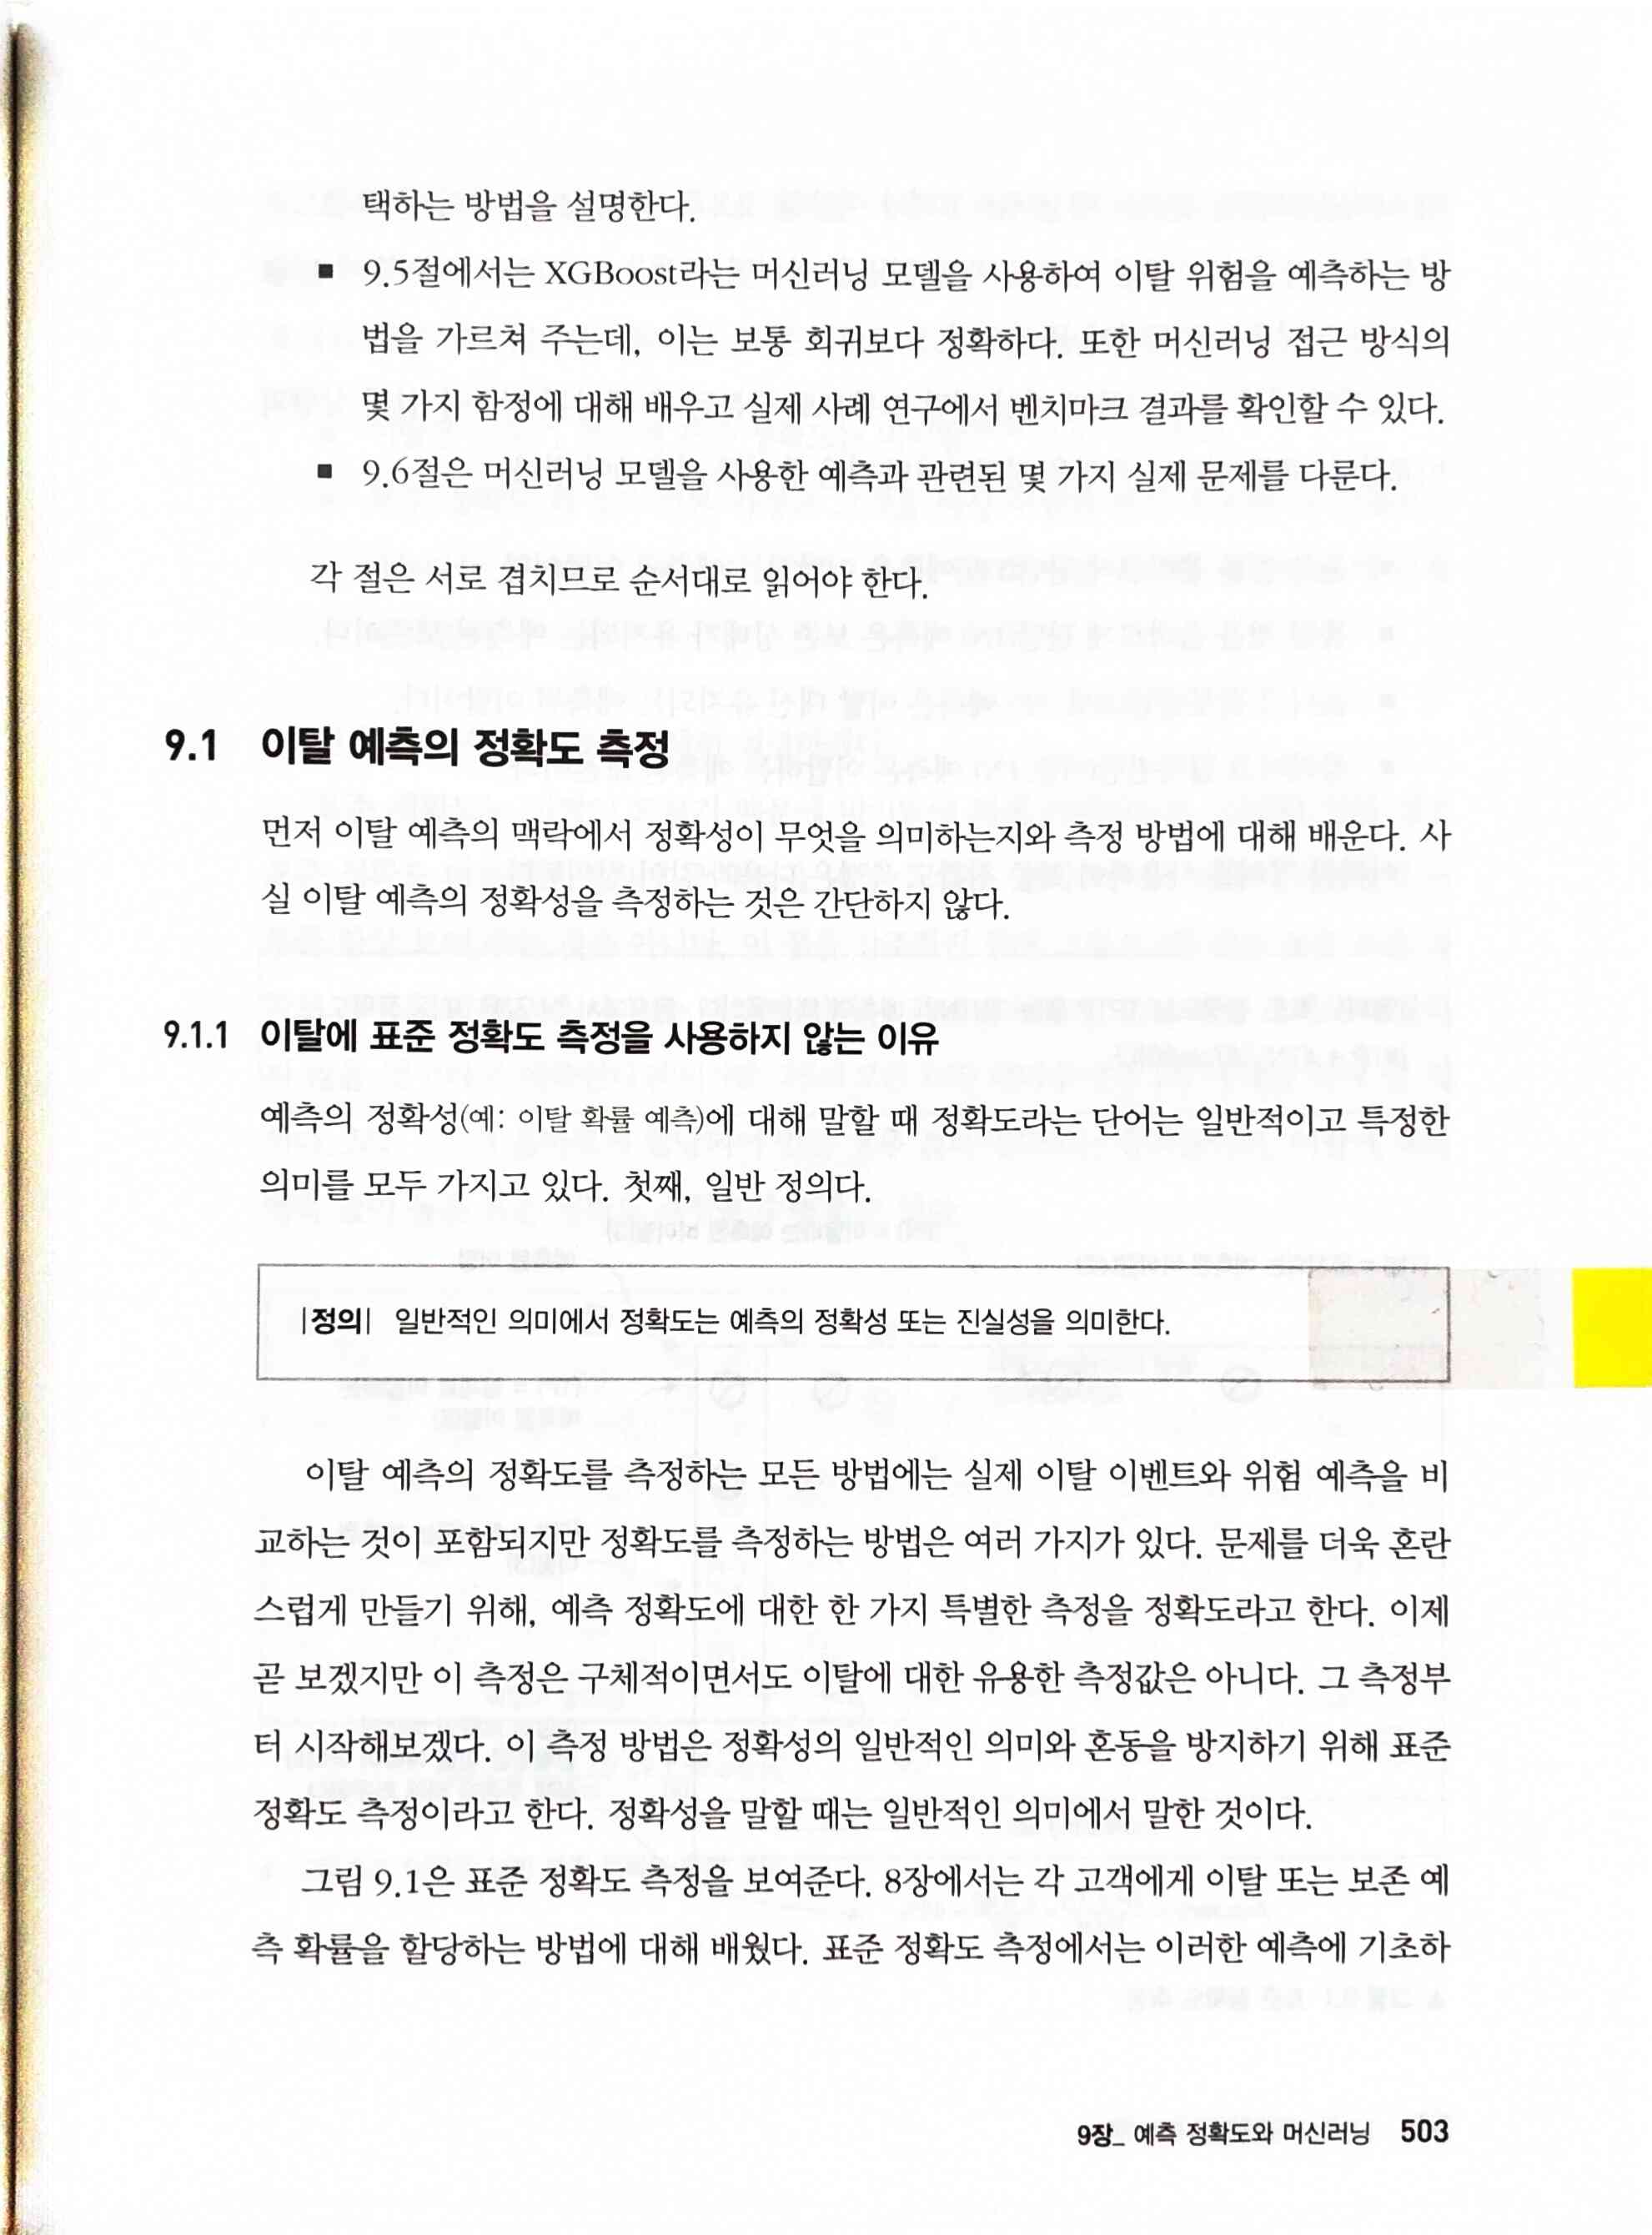 택하는 방법을 설명한다.
■ 9.5절에서는 XGBoost라는 머신러닝 모델을 사용하여 이탈 위험을 예측하는 방
법을 가르쳐 주는데, 이는 보통 회귀보다 정확하다. 또한 머신러닝 접근 방식의
몇 가지 함정에 대해 배우고 실제 사례 연구에서 벤치마크 결과를 확인할 수 있다.
■ 9.6절은 머신러닝 모델을 사용한 예측과 관련된 몇 가지 실제 문제를 다룬다.
각 절은 서로 겹치므로 순서대로 읽어야 한다.
9.1 이탈 예측의 정확도 측정
먼저 이탈 예측의 맥락에서 정확성이 무엇을 의미하는지와 측정 방법에 대해 배운다. 사
실 이탈 예측의 정확성을 측정하는 것은 간단하지 않다.
9.1.1 이탈에 표준 정확도 측정을 사용하지 않는 이유
예측의 정확성(예: 이탈 확률 예측)에 대해 말할 때 정확도라는 단어는 일반적이고 특정한
의미를 모두 가지고 있다. 첫째, 일반 정의다.
|정의| 일반적인 의미에서 정확도는 예측의 정확성 또는 진실성을 의미한다.
이탈 예측의 정확도를 측정하는 모든 방법에는 실제 이탈 이벤트와 위험 예측을 비
교하는 것이 포함되지만 정확도를 측정하는 방법은 여러 가지가 있다. 문제를 더욱 혼란
스럽게 만들기 위해, 예측 정확도에 대한 한 가지 특별한 측정을 정확도라고 한다. 이제
곧 보겠지만 이 측정은 구체적이면서도 이탈에 대한 유용한 측정값은 아니다. 그 측정부
터 시작해보겠다. 이 측정 방법은 정확성의 일반적인 의미와 혼동을 방지하기 위해 표준
정확도 측정이라고 한다. 정확성을 말할 때는 일반적인 의미에서 말한 것이다.
그림 9.1은 표준 정확도 측정을 보여준다. 8장에서는 각 고객에게 이탈 또는 보존 예
측 확률을 할당하는 방법에 대해 배웠다. 표준 정확도 측정에서는 이러한 예측에 기초하
9장_ 예측 정확도와 머신러닝 503